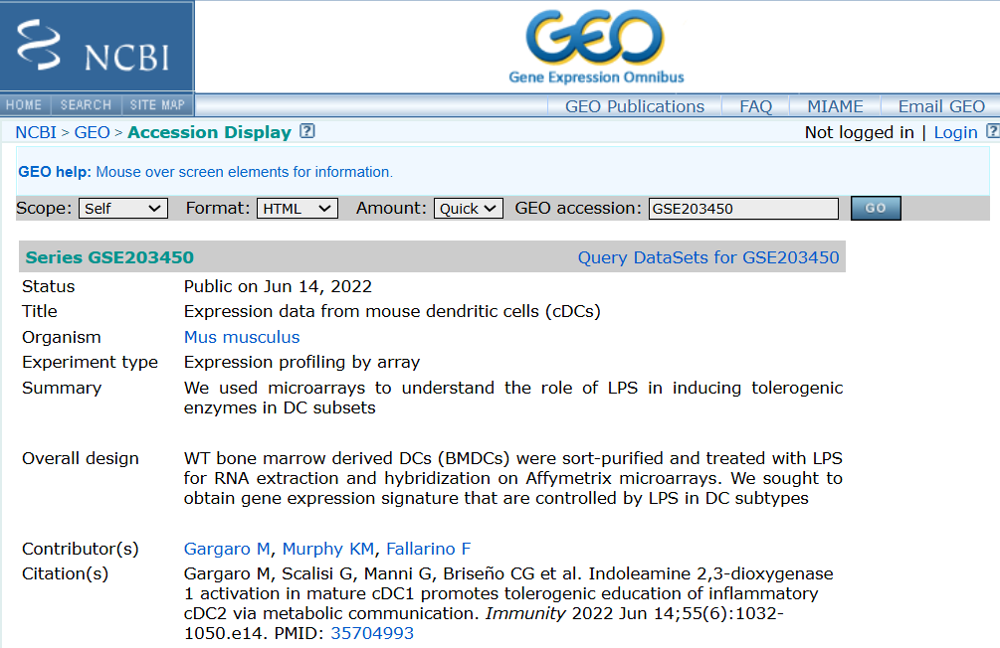 NCBI
GEO
Gene Expression Omnibus
HOME SEARCH SITE MAP
GEO Publications FAQ MIAME Email GEO
NCBI > GEO > Accession Display ?
Not logged in | Login ?
GEO help: Mouse over screen elements for information.
Scope: Self Format: HTML Amount: Quick GEO accession: GSE203450 GO
Series GSE203450 Query DataSets for GSE203450
Status Public on Jun 14, 2022
Title Expression data from mouse dendritic cells (cDCs)
Organism Mus musculus
Experiment type Expression profiling by array
Summary We used microarrays to understand the role of LPS in inducing tolerogenic
enzymes in DC subsets
Overall design WT bone marrow derived DCs (BMDCs) were sort-purified and treated with LPS
for RNA extraction and hybridization on Affymetrix microarrays. We sought to
obtain gene expression signature that are controlled by LPS in DC subtypes
Contributor(s) Gargaro M, Murphy KM, Fallarino F
Citation(s) Gargaro M, Scalisi G, Manni G, Briseño CG et al. Indoleamine 2,3-dioxygenase
1 activation in mature cDC1 promotes tolerogenic education of inflammatory
cDC2 via metabolic communication. Immunity 2022 Jun 14;55(6):1032-
1050.e14. PMID: 35704993